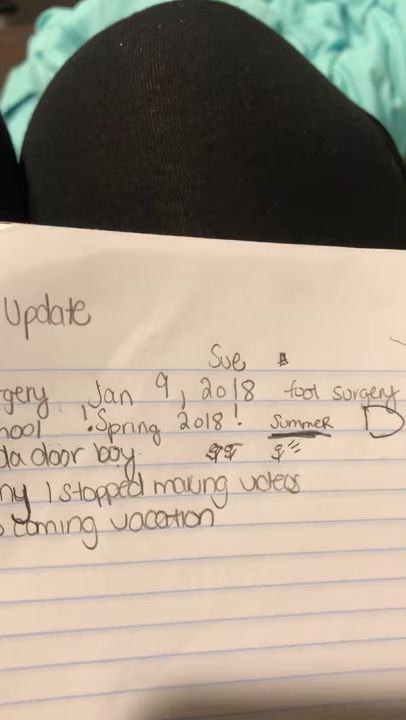 Update
Sue
gery Jan 9, 2018 foot surgery
hool !Spring 2018! Summer D
da door boy
ny I stopped making videos
coming vacation